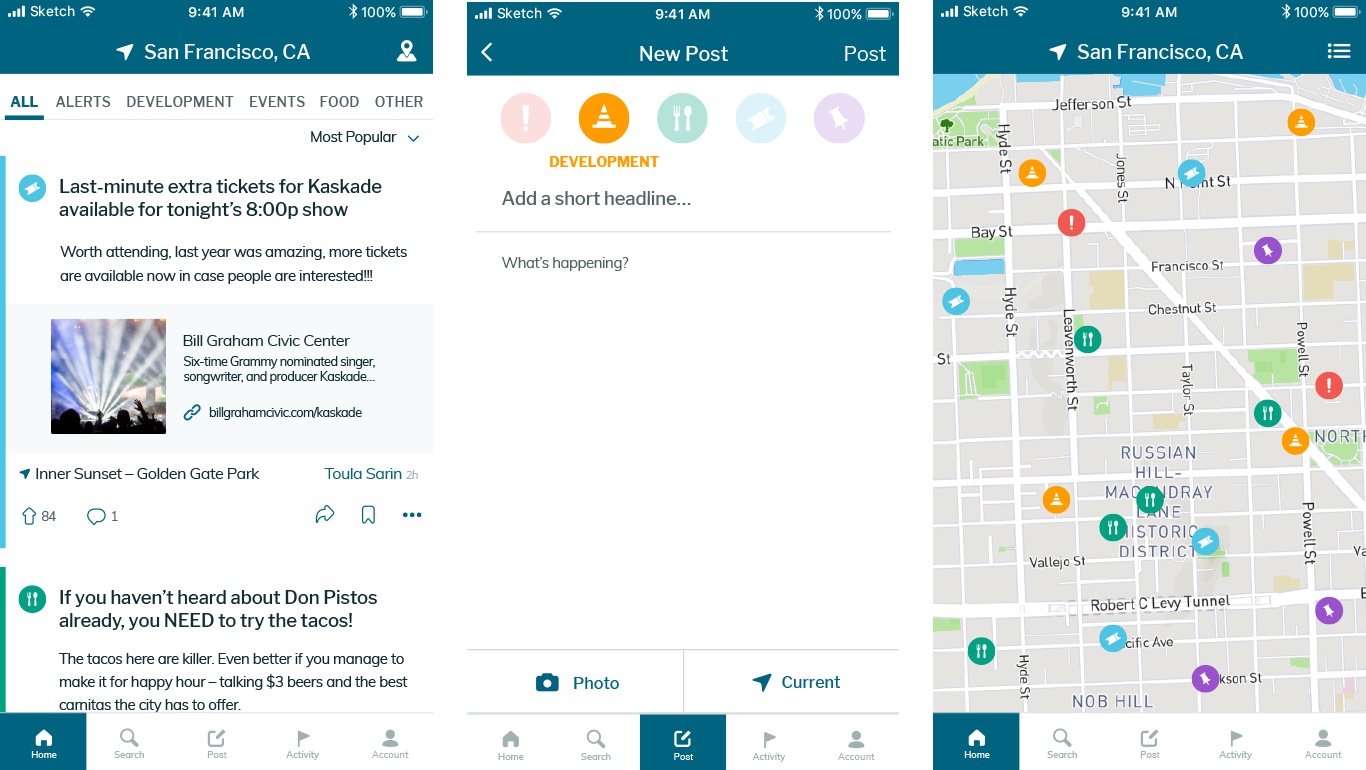 Sketch
9:41 AM
100%
San Francisco, CA
ALL ALERTS DEVELOPMENT EVENTS FOOD OTHER
Most Popular
Last-minute extra tickets for Kaskade
available for tonight's 8:00p show
Worth attending, last year was amazing, more tickets
are available now in case people are interested!!!
Bill Graham Civic Center
Six-time Grammy nominated singer,
songwriter, and producer Kaskade...
billgrahamcivic.com/kaskade
Inner Sunset – Golden Gate Park
Toula Sarin 2h
84
1
If you haven't heard about Don Pistos
already, you NEED to try the tacos!
The tacos here are killer. Even better if you manage to
make it for happy hour – talking $3 beers and the best
carnitas the city has to offer.
Home Search Post Activity Account
Sketch
9:41 AM
100%
New Post
Post
DEVELOPMENT
Add a short headline...
What's happening?
Photo
Current
Home Search Post Activity Account
Sketch
9:41 AM
100%
San Francisco, CA
Jefferson St
atic Park
Hyde St
Jones St
N Point St
Bay St
Francisco St
Hyde St
Chestnut St
Leavenworth St
Powell St
St
Taylor St
NORTH
RUSSIAN
HILL-
MACONDRAY
LANE
HISTORIC
DISTRICT
Powell St
Va
Vallejo St
Robert C Levy Tunnel
cific Ave
Hyde St
kson St
NOB HILL
Home Search Post Activity Account